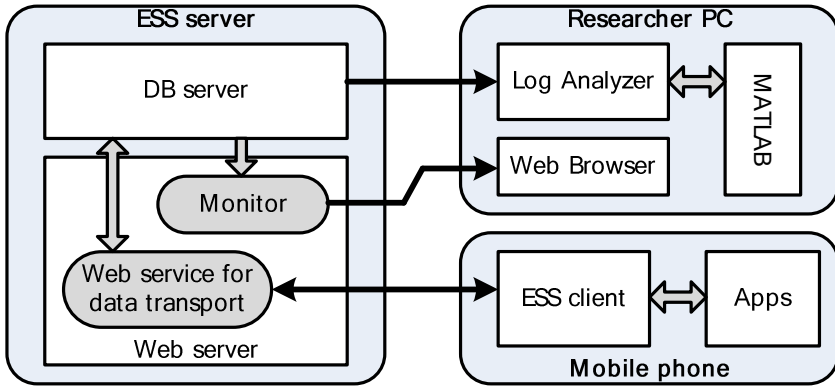 ESS server
DB server
Monitor
Web service for
data transport
Web server
Researcher PC
Log Analyzer
MATLAB
Web Browser
ESS client
Apps
Mobile phone